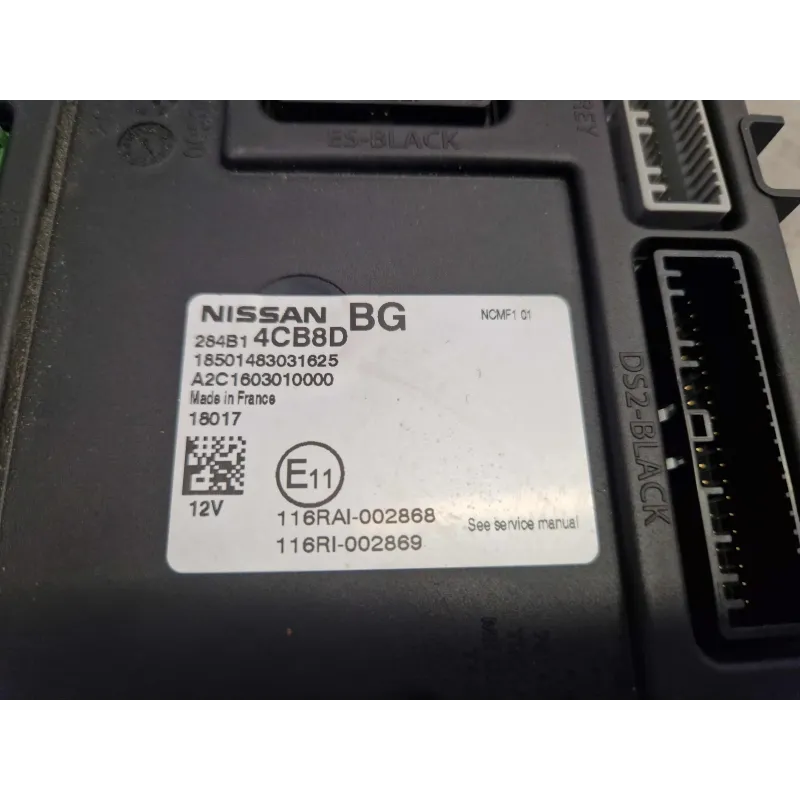 ES-BLACK
REY
NISSAN BG
NCMF1 01
284B1 4CB8D
18501483031625
A2C1603010000
Made in France
18017
E11
12V
116RAI-002868
116RI-002869
See service manual
DS2-BLACK